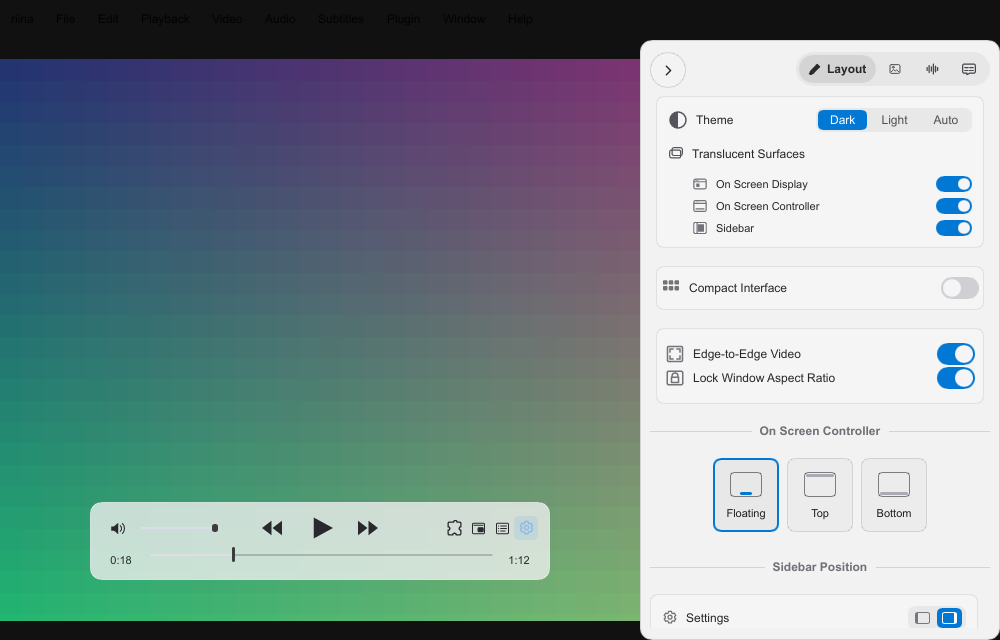 niina File Edit Playback Video Audio Subtitles Plugin Window Help
Layout
Theme Dark Light Auto
Translucent Surfaces
On Screen Display
On Screen Controller
Sidebar
Compact Interface
Edge-to-Edge Video
Lock Window Aspect Ratio
On Screen Controller
Floating Top Bottom
Sidebar Position
Settings
0:18 1:12